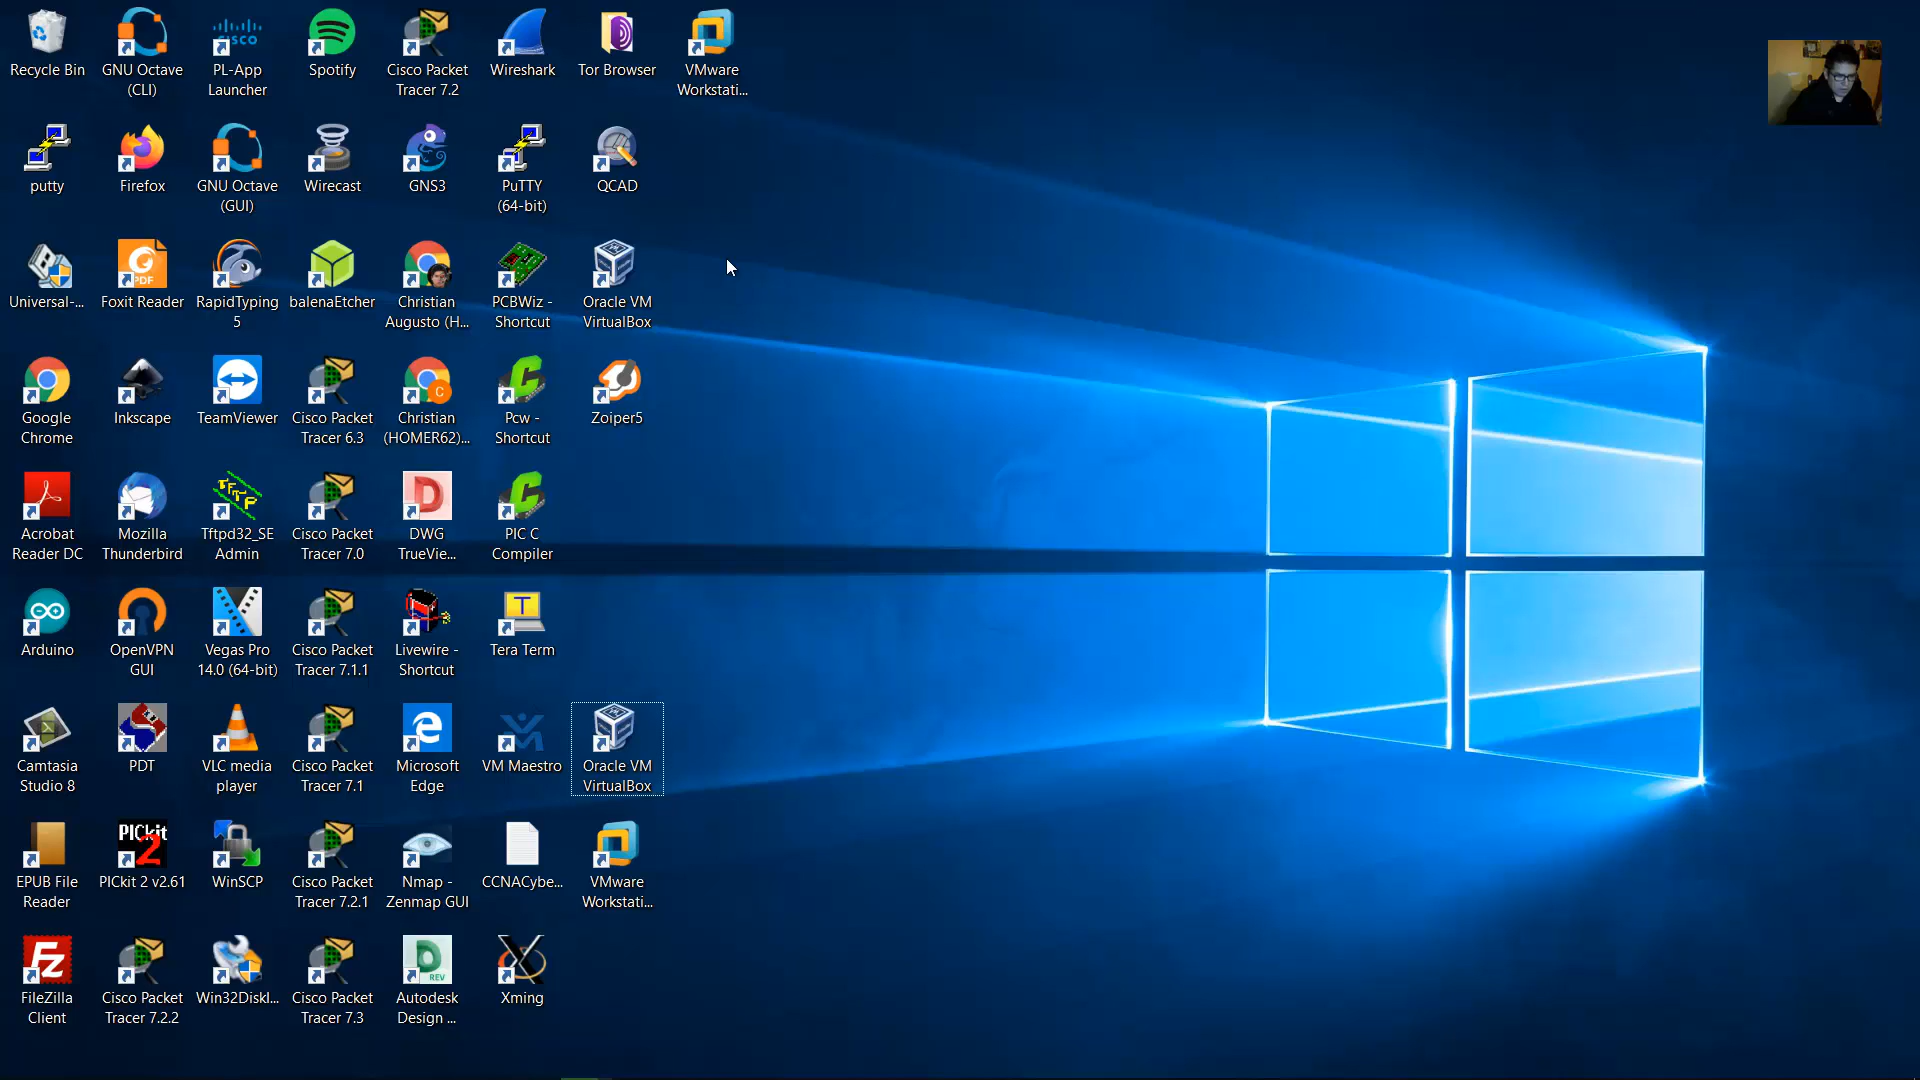 Recycle Bin
GNU Octave
(CLI)
PL-App
Launcher
Spotify
Cisco Packet
Tracer 7.2
Wireshark
Tor Browser
VMware
Workstati...
putty
Firefox
GNU Octave
(GUI)
Wirecast
GNS3
PuTTY
(64-bit)
QCAD
Universal-...
Foxit Reader
RapidTyping
5
balenaEtcher
Christian
Augusto (H...
PCBWiz -
Shortcut
Oracle VM
VirtualBox
Google
Chrome
Inkscape
TeamViewer
Cisco Packet
Tracer 6.3
Christian
(HOMER62)...
Pcw -
Shortcut
Zoiper5
Acrobat
Reader DC
Mozilla
Thunderbird
Tftpd32_SE
Admin
Cisco Packet
Tracer 7.0
DWG
TrueVie...
PIC C
Compiler
Arduino
OpenVPN
GUI
Vegas Pro
14.0 (64-bit)
Cisco Packet
Tracer 7.1.1
Livewire -
Shortcut
Tera Term
Camtasia
Studio 8
PDT
VLC media
player
Cisco Packet
Tracer 7.1
Microsoft
Edge
VM Maestro
Oracle VM
VirtualBox
EPUB File
Reader
PICkit 2 v2.61
WinSCP
Cisco Packet
Tracer 7.2.1
Nmap -
Zenmap GUI
CCNACybe...
VMware
Workstati...
FileZilla
Client
Cisco Packet
Tracer 7.2.2
Win32DiskI...
Cisco Packet
Tracer 7.3
Autodesk
Design ...
Xming